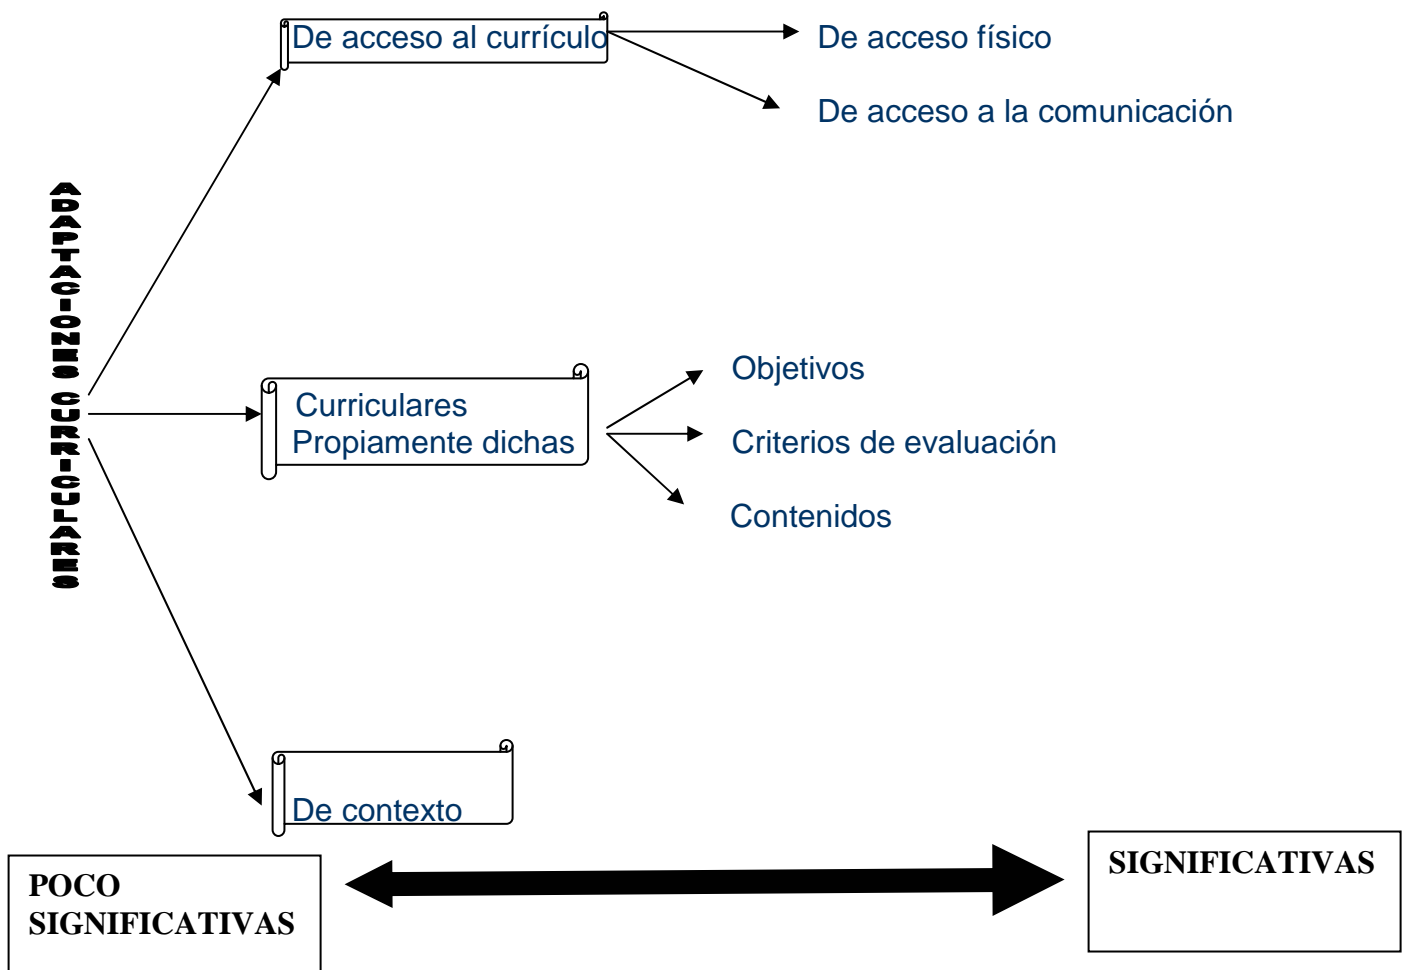 De acceso al currículo
De acceso físico
De acceso a la comunicación
ADAPTACIONES CURRICULARES
Curriculares
Propiamente dichas
Objetivos
Criterios de evaluación
Contenidos
De contexto
POCO
SIGNIFICATIVAS
SIGNIFICATIVAS